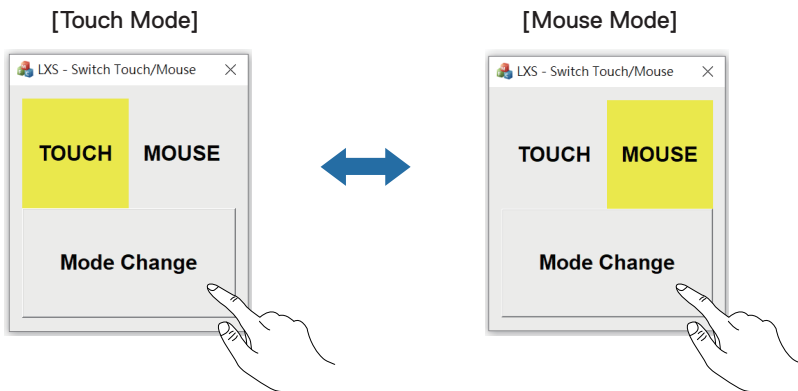 [Touch Mode]
LXS - Switch Touch/Mouse
TOUCH MOUSE
Mode Change
[Mouse Mode]
LXS - Switch Touch/Mouse
TOUCH MOUSE
Mode Change